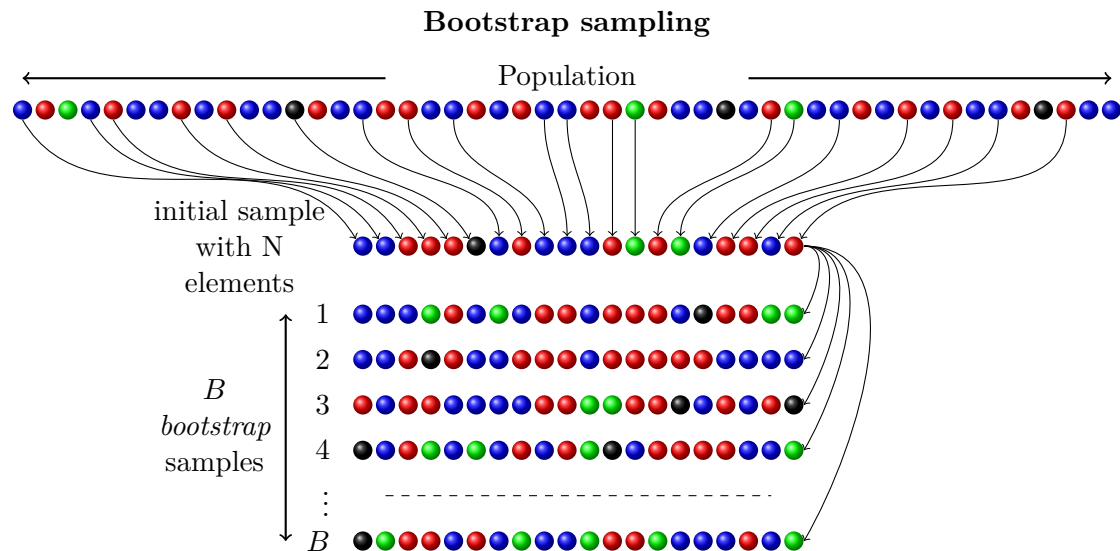 Bootstrap sampling
Population
initial sample
with N
elements
1
2
3
4
⋮
B
B
bootstrap
samples